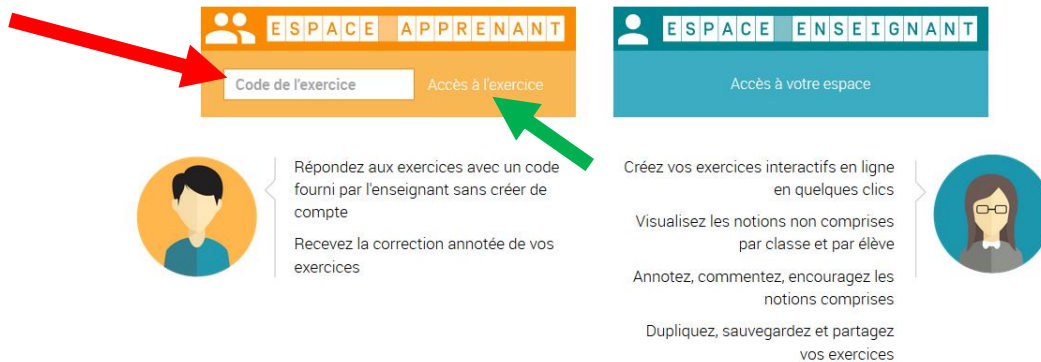 ESPACE APPRENANT
Code de l'exercice
Accès à l'exercice
Répondez aux exercices avec un code
fourni par l'enseignant sans créer de
compte
Recevez la correction annotée de vos
exercices
ESPACE ENSEIGNANT
Accès à votre espace
Créez vos exercices interactifs en ligne
en quelques clics
Visualisez les notions non comprises
par classe et par élève
Annotez, commentez, encouragez les
notions comprises
Dupliquez, sauvegardez et partagez
vos exercices